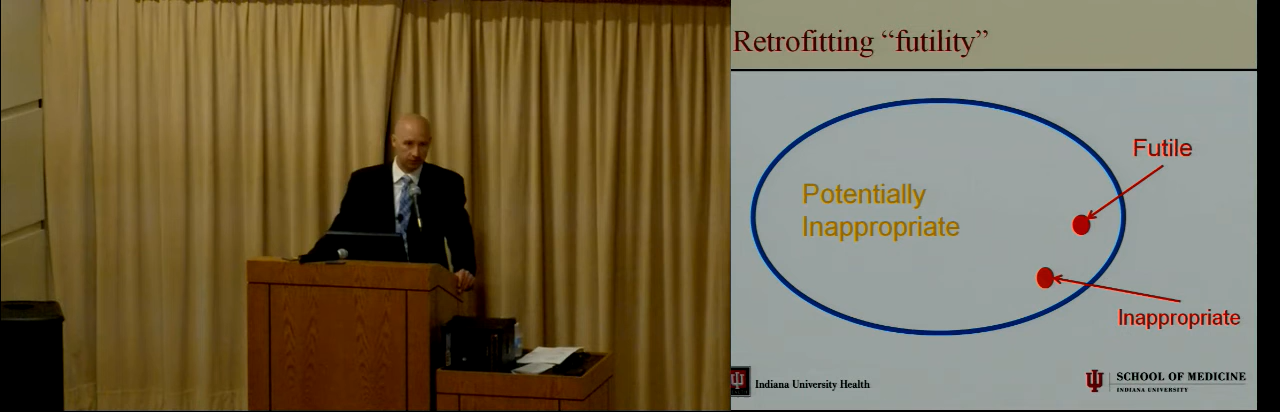 Retrofitting “futility”
Futile
Potentially
Inappropriate
Inappropriate
Indiana University Health
SCHOOL OF MEDICINE
INDIANA UNIVERSITY